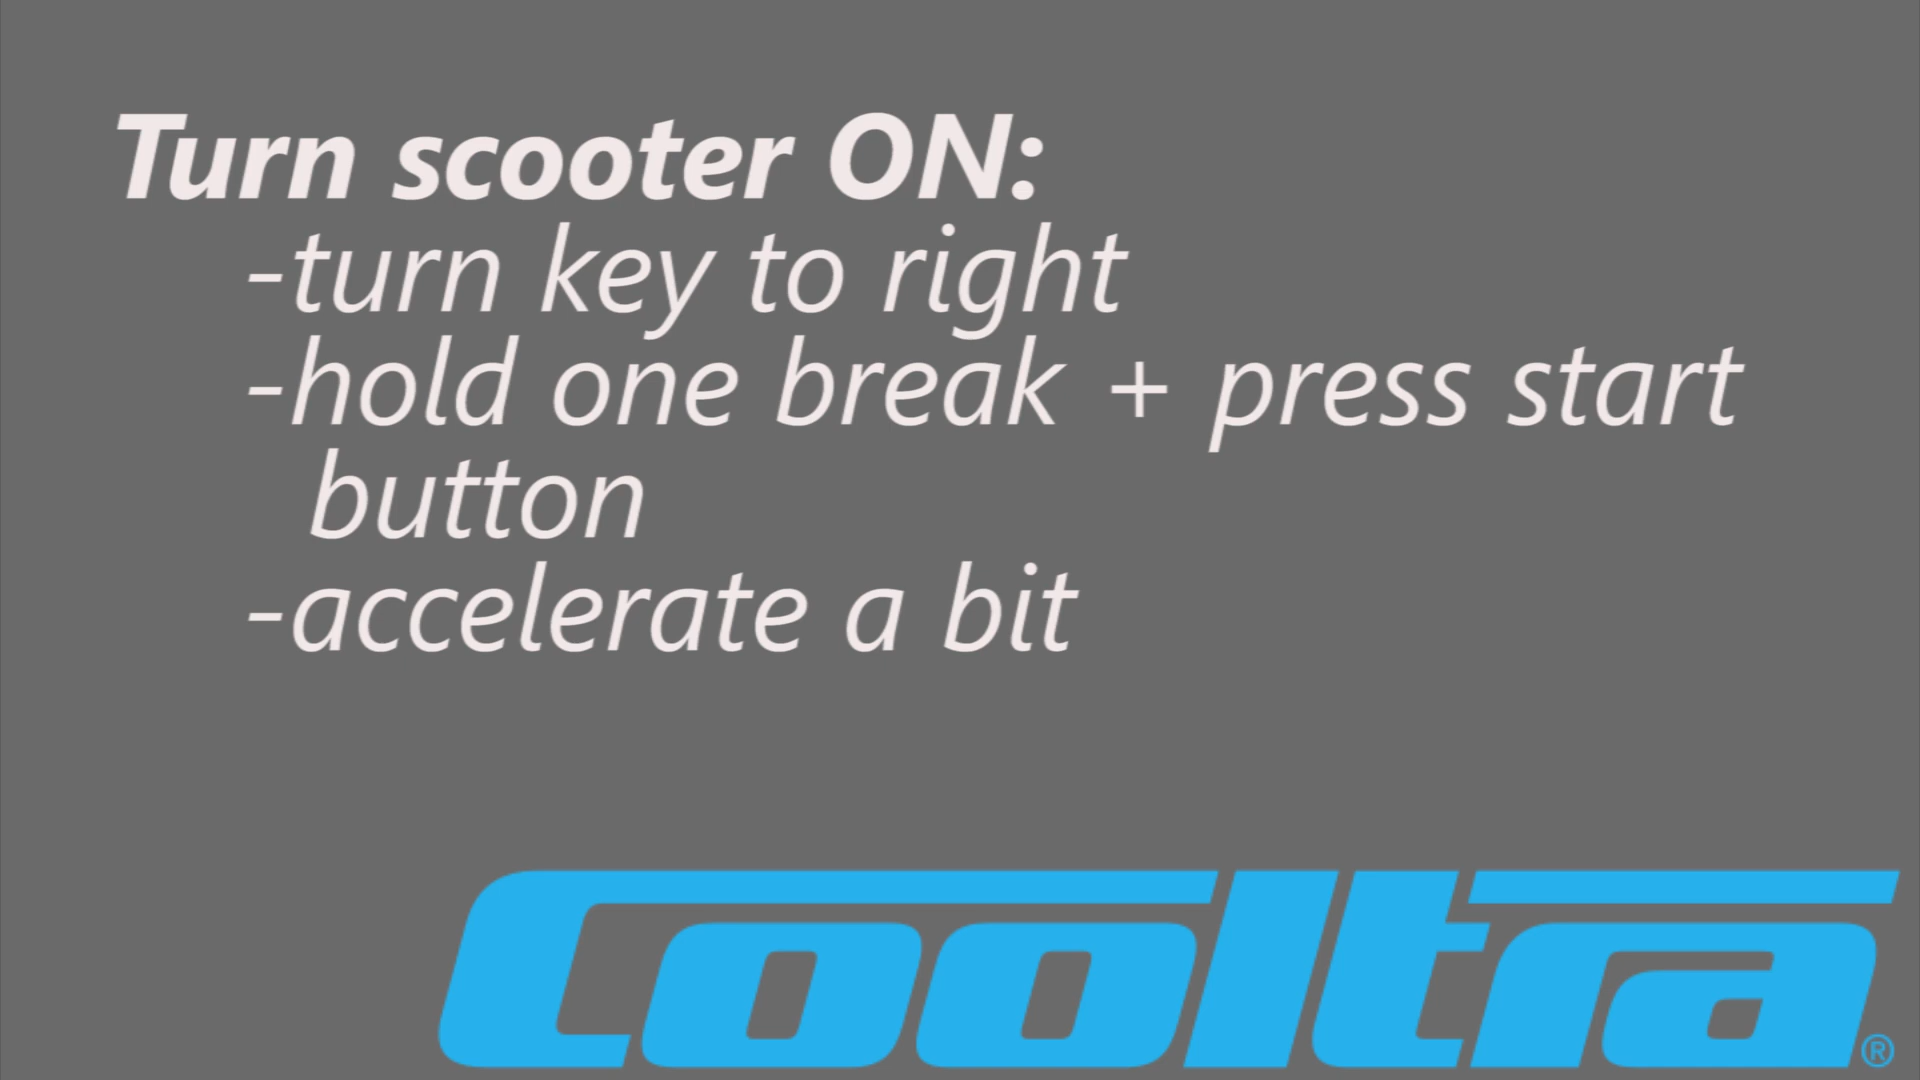 Turn scooter ON:
-turn key to right
-hold one break + press start
button
-accelerate a bit
Cooltra®